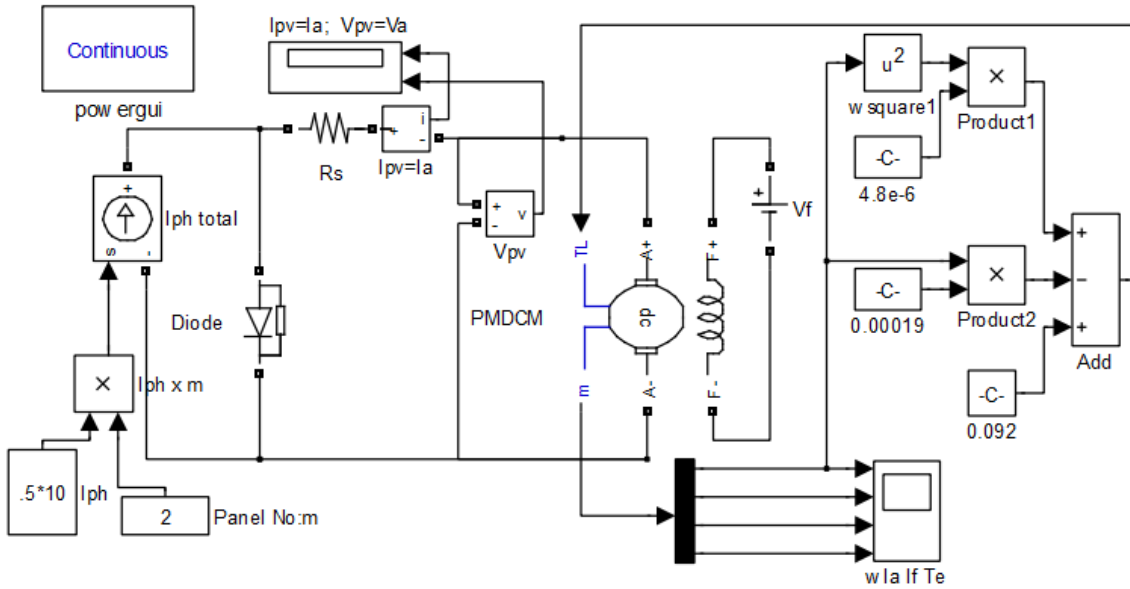 Ipv=Ia; Vpv=Va
Continuous
pow ergui
u²
w square1
×
Product1
-C-
4.8e-6
Rs
+
i
-
Ipv=Ia
+
Iph total
s
-
+
-
v
Vpv
TL
A+
F+
+
Vf
+
-
+
Add
×
Product2
-C-
0.00019
Diode
PMDCM
dc
m
A-
F-
×
Iph x m
-C-
0.092
.5*10
Iph
2
Panel No:m
w Ia If Te